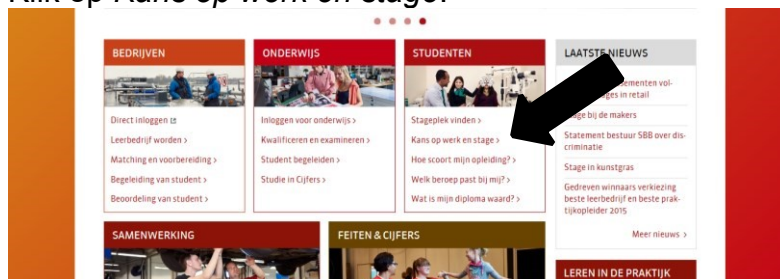 Klik op Kans op werk en stage.
BEDRIJVEN
Direct inloggen
Leerbedrijf worden >
Matching en voorbereiding >
Begeleiding van student >
Beoordeling van student >
ONDERWIJS
Inloggen voor onderwijs >
Kwalificeren en examineren >
Student begeleiden >
Studie in Cijfers >
STUDENTEN
Stageplek vinden >
Kans op werk en stage >
Hoe scoort mijn opleiding? >
Welk beroep past bij mij? >
Wat is mijn diploma waard? >
LAATSTE NIEUWS
vol-
in retail
bij de makers
Statement bestuur SBB over dis-
criminatie
Stage in kunstgras
Gedreven winnaars verkiezing
beste leerbedrijf en beste prak-
tijkopleider 2015
Meer nieuws >
SAMENWERKING
FEITEN & CIJFERS
LEREN IN DE PRAKTIJK